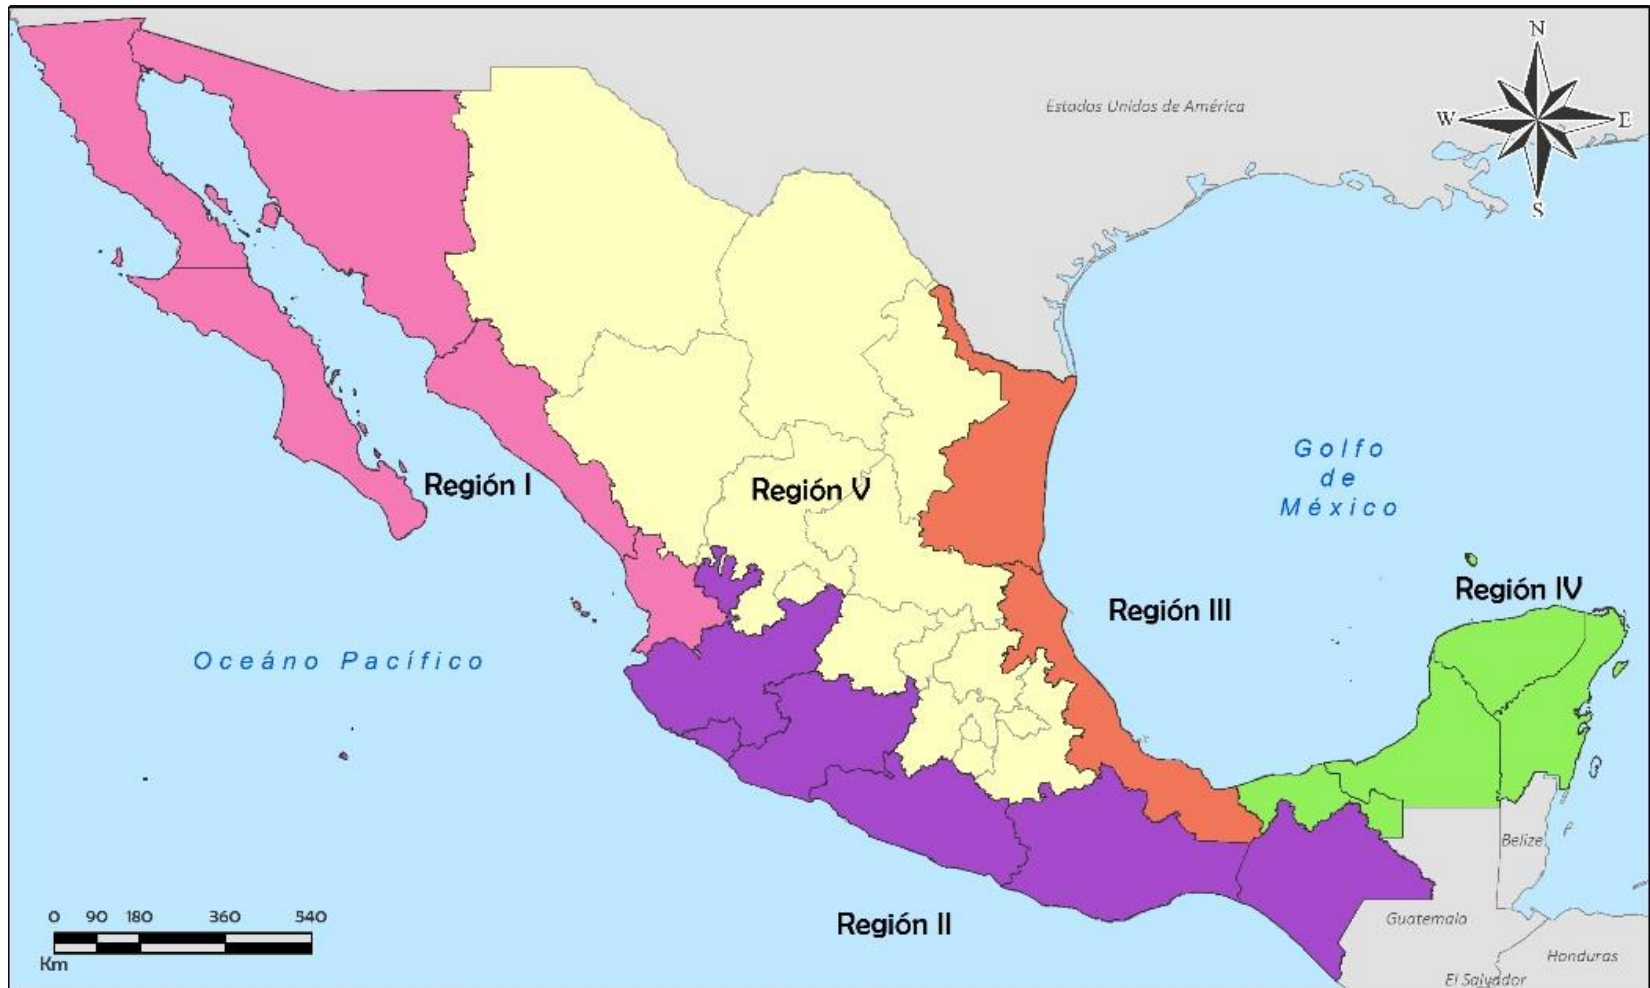 N
Estados Unidos de América
W
E
S
Golfo
de
México
Región I
Región V
Región IV
Región III
Oceáno Pacífico
Belize
Región II
0 90 180 360 540
Km
Guatemala
Honduras
El Salvador